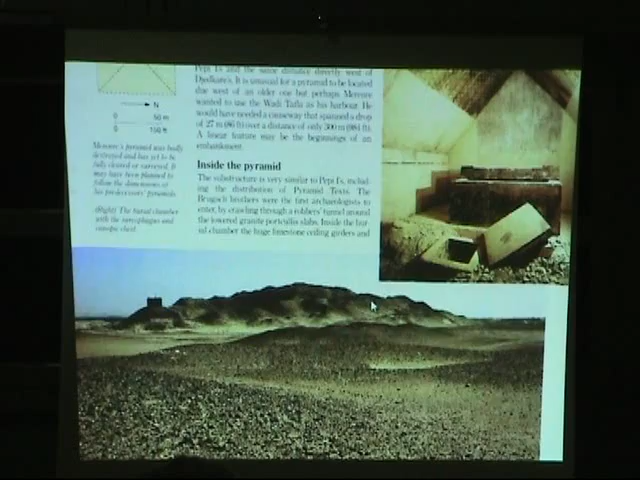 N
0 50 m
0 150 ft
Merenre's pyramid was badly
destroyed and has yet to be
fully cleared or surveyed. It
may have been planned to
follow the dimensions of
his predecessors' pyramids.
(Right) The burial chamber
with the sarcophagus and
canopic chest.
Pepi I's and the same distance directly west of
Djedkare's. It is unusual for a pyramid to be located
due west of an older one but perhaps Merenre
wanted to use the Wadi Tafla as his harbour. He
would have needed a causeway that spanned a drop
of 27 m (86 ft) over a distance of only 300 m (984 ft).
A linear feature may be the beginnings of an
embankment.
Inside the pyramid
The substructure is very similar to Pepi I's, includ-
ing the distribution of Pyramid Texts. The
Brugsch brothers were the first archaeologists to
enter, by crawling through a robbers' tunnel around
the lowered granite portcullis slabs. Inside the bur-
ial chamber the huge limestone ceiling girders and